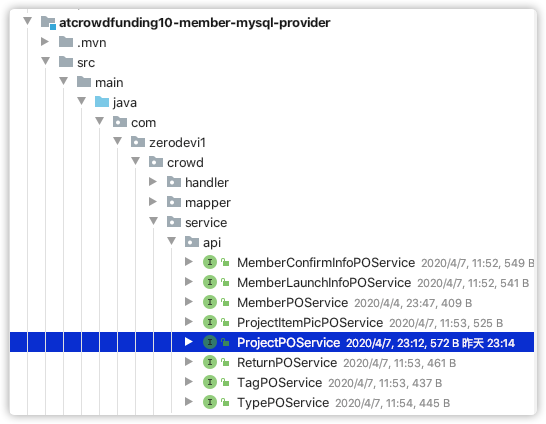 atcrowdfunding10-member-mysql-provider
.mvn
src
main
java
com
zerodevi1
crowd
handler
mapper
service
api
MemberConfirmInfoPOService 2020/4/7, 11:52, 549 B
MemberLaunchInfoPOService 2020/4/7, 11:52, 541 B
MemberPOService 2020/4/4, 23:47, 409 B
ProjectItemPicPOService 2020/4/7, 11:53, 525 B
ProjectPOService 2020/4/7, 23:12, 572 B 昨天 23:14
ReturnPOService 2020/4/7, 11:53, 461 B
TagPOService 2020/4/7, 11:53, 437 B
TypePOService 2020/4/7, 11:54, 445 B